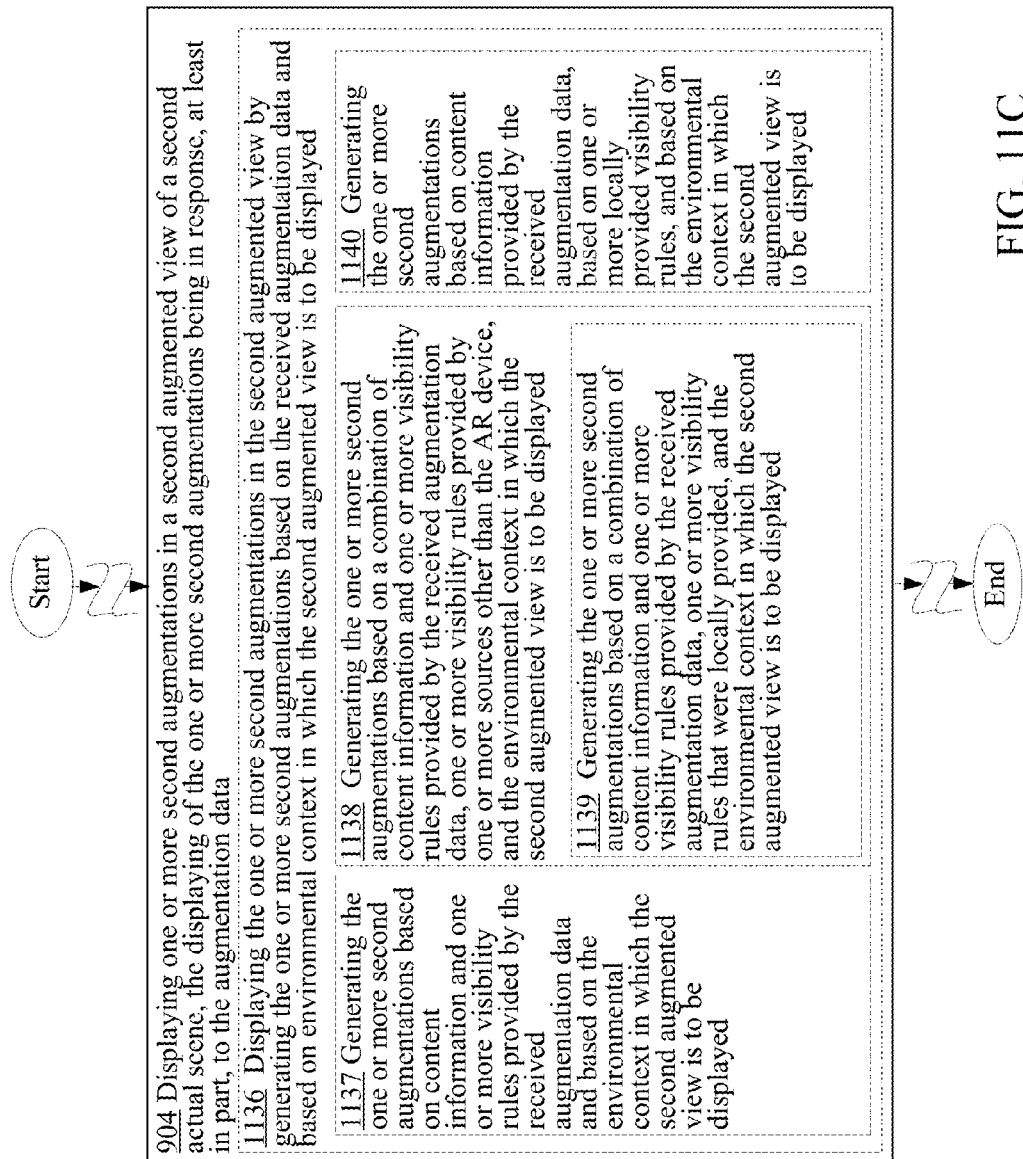 Start
904 Displaying one or more second augmentations in a second augmented view of a second
actual scene, the displaying of the one or more second augmentations being in response, at least
in part, to the augmentation data
1136 Displaying the one or more second augmentations in the second augmented view by
generating the one or more second augmentations based on the received augmentation data and
based on environmental context in which the second augmented view is to be displayed
1137 Generating the
one or more second
augmentations based
on content
information and one
or more visibility
rules provided by the
received
augmentation data
and based on the
environmental
context in which the
second augmented
view is to be
displayed
1138 Generating the one or more second
augmentations based on a combination of
content information and one or more visibility
rules provided by the received augmentation
data, one or more visibility rules provided by
one or more sources other than the AR device,
and the environmental context in which the
second augmented view is to be displayed
1139 Generating the one or more second
augmentations based on a combination of
content information and one or more
visibility rules provided by the received
augmentation data, one or more visibility
rules that were locally provided, and the
environmental context in which the second
augmented view is to be displayed
1140 Generating
the one or more
second
augmentations
based on content
information
provided by the
received
augmentation data,
based on one or
more locally
provided visibility
rules, and based on
the environmental
context in which
the second
augmented view is
to be displayed
End
FIG. 11C